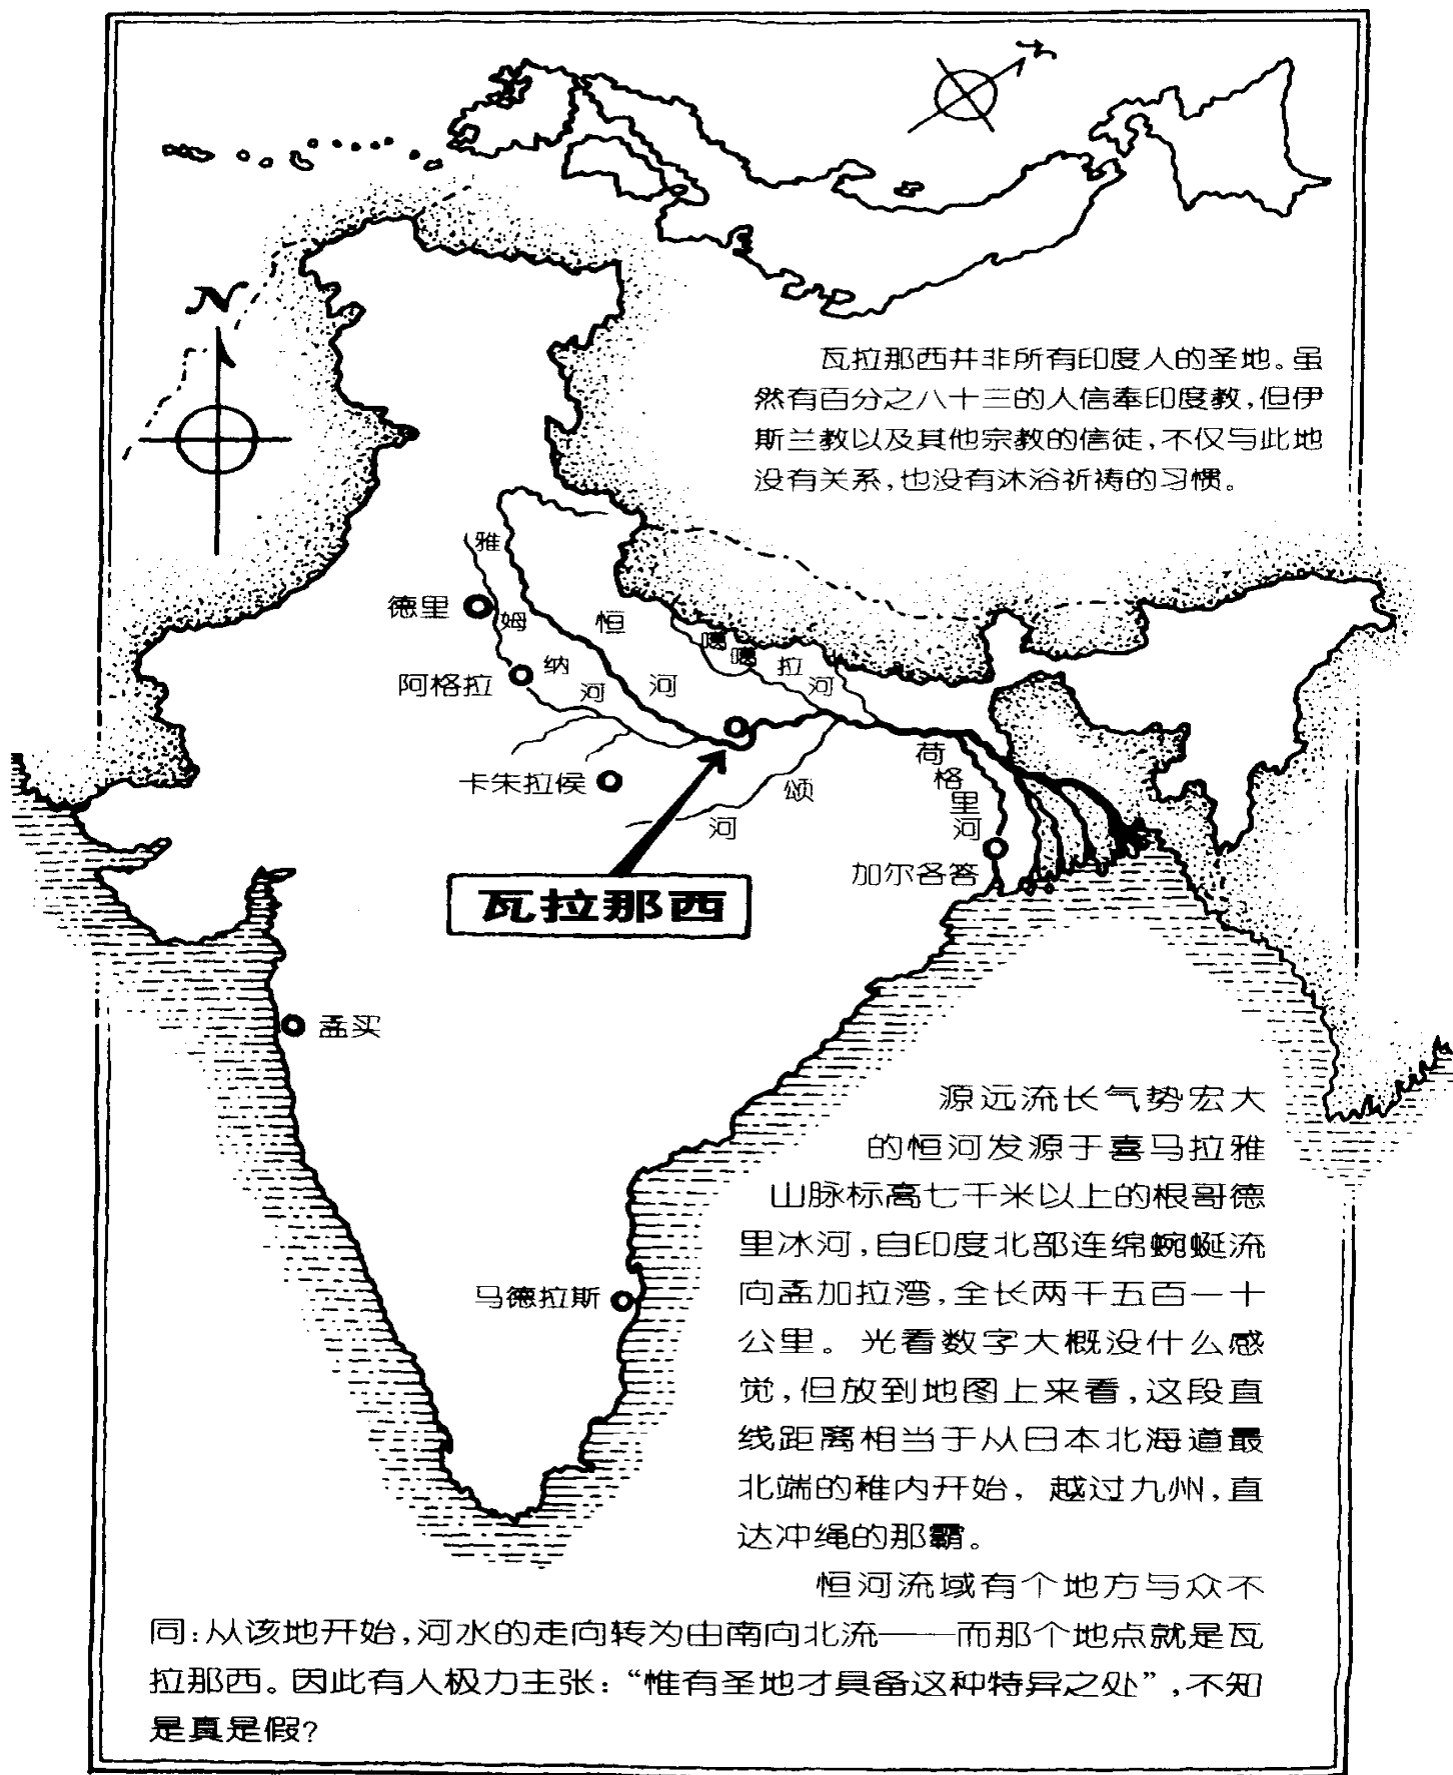 N
瓦拉那西并非所有印度人的圣地。虽
然有百分之八十三的人信奉印度教,但伊
斯兰教以及其他宗教的信徒,不仅与此地
没有关系,也没有沐浴祈祷的习惯。
雅姆纳河
恒河
噶噶拉河
德里
阿格拉
卡朱拉侯
颂河
荷格里河
加尔各答
瓦拉那西
孟买
马德拉斯
源远流长气势宏大
的恒河发源于喜马拉雅
山脉标高七千米以上的根哥德
里冰河,自印度北部连绵蜿蜒流
向孟加拉湾,全长两千五百一十
公里。光看数字大概没什么感
觉,但放到地图上来看,这段直
线距离相当于从日本北海道最
北端的稚内开始,越过九州,直
达冲绳的那霸。
恒河流域有个地方与众不
同:从该地开始,河水的走向转为由南向北流——而那个地点就是瓦
拉那西。因此有人极力主张:“惟有圣地才具备这种特异之处”,不知
是真是假?